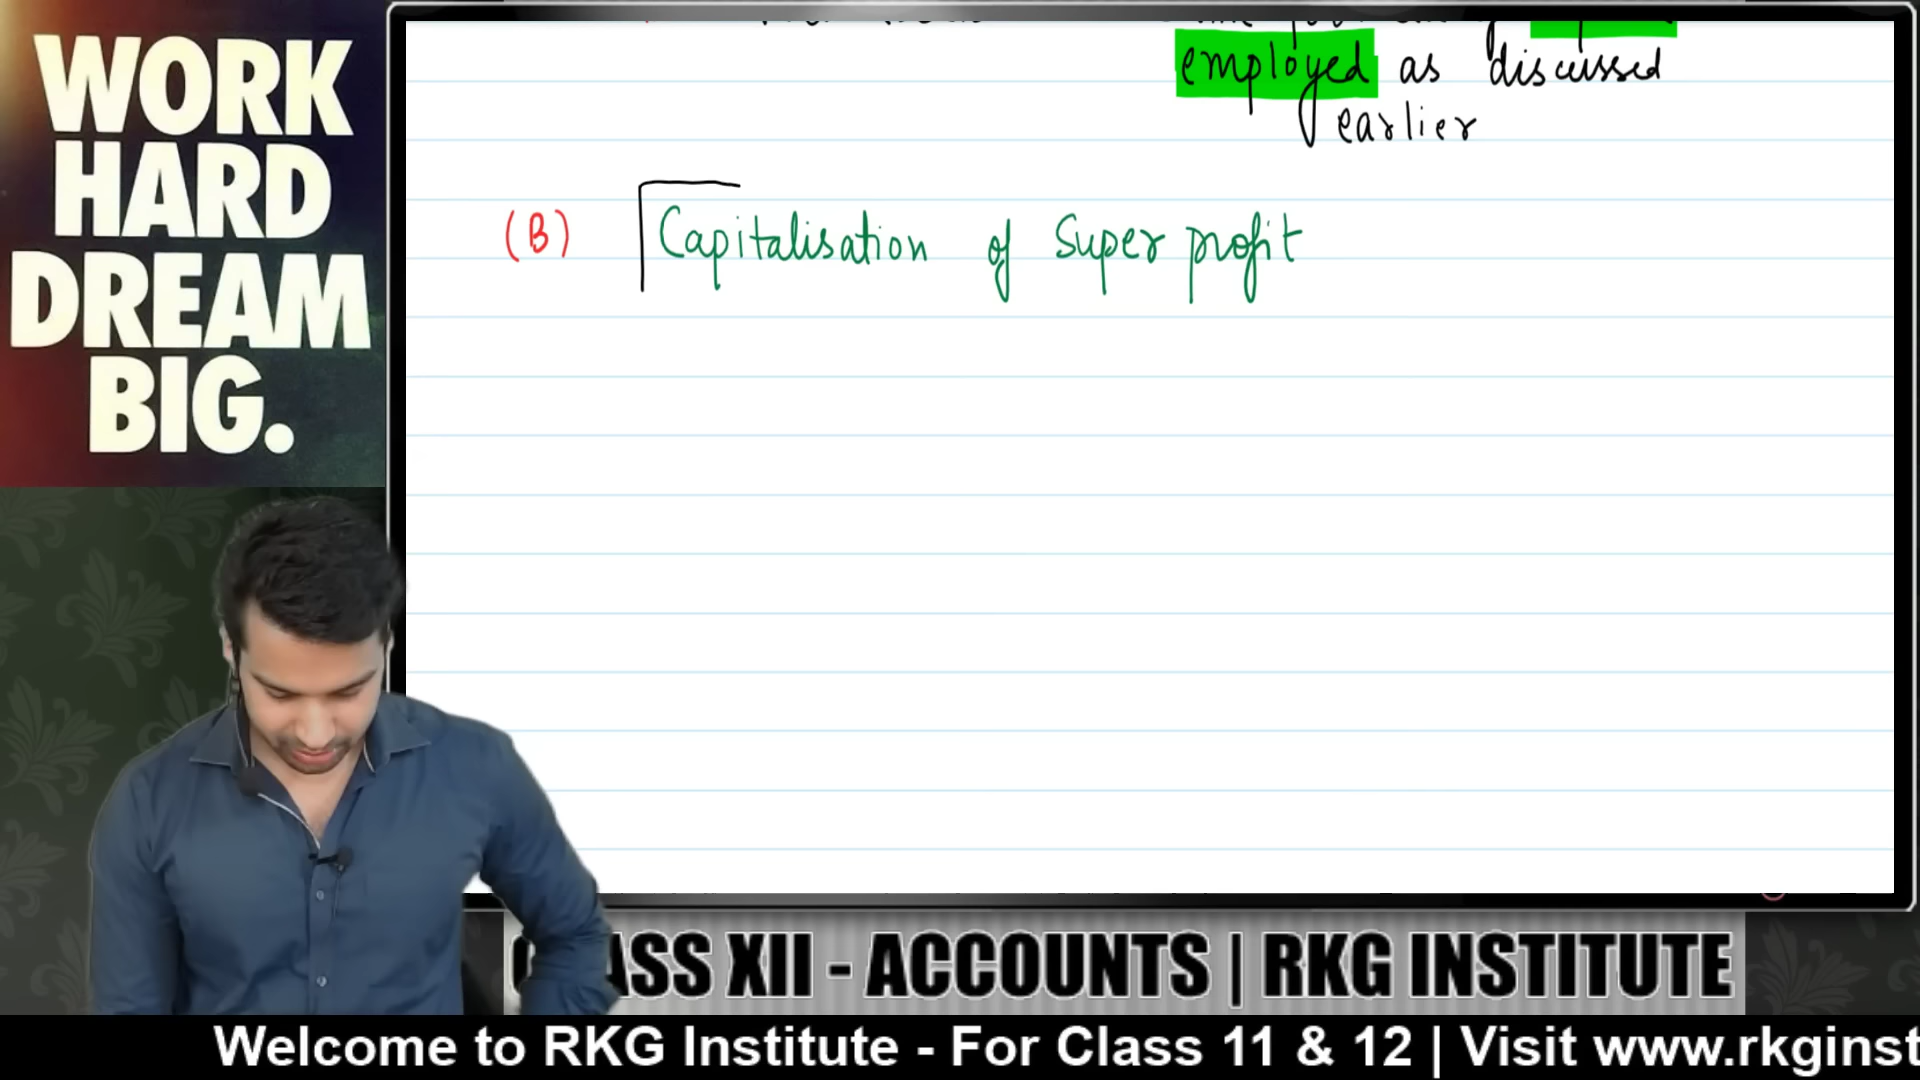 WORK
HARD
DREAM
BIG.
employed as discussed
earlier
(B) Capitalisation of Super profit
CLASS XII - ACCOUNTS | RKG INSTITUTE
Welcome to RKG Institute - For Class 11 & 12 | Visit www.rkginst